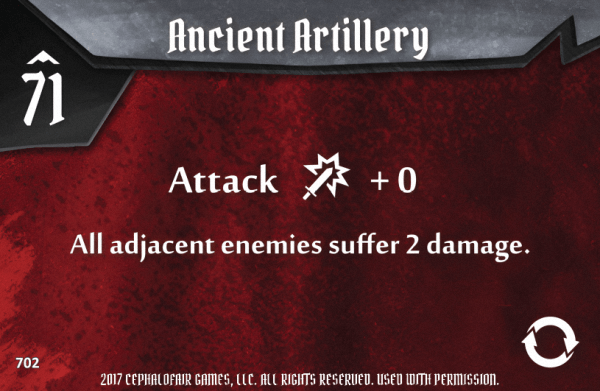 Ancient Artillery
71
Attack + 0
All adjacent enemies suffer 2 damage.
702
2017 CEPHALOFAIR GAMES, LLC. ALL RIGHTS RESERVED. USED WITH PERMISSION.